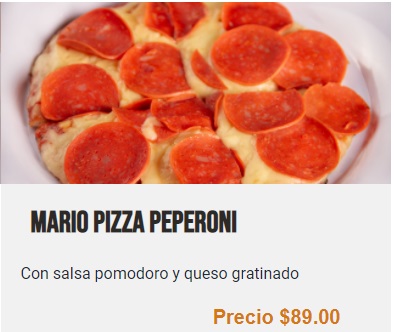 MARIO PIZZA PEPERONI
Con salsa pomodoro y queso gratinado
Precio $89.00